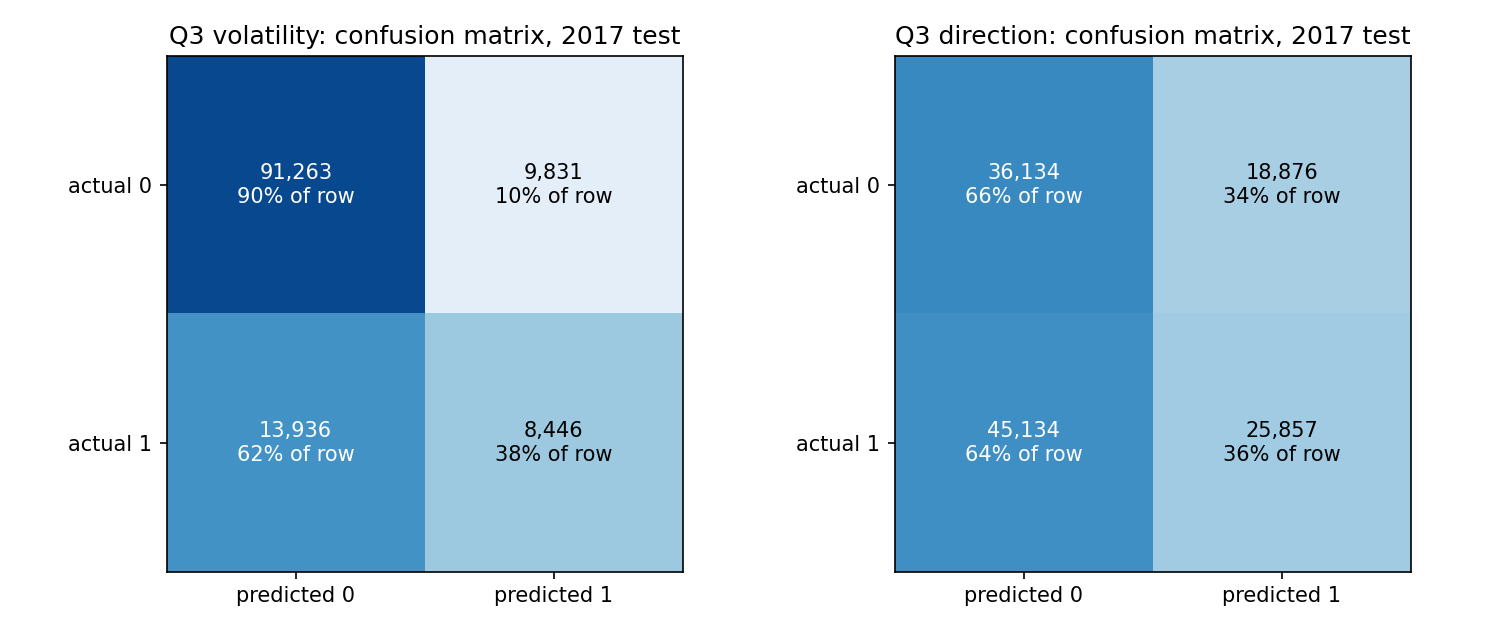 Q3 volatility: confusion matrix, 2017 test
actual 0
91,263
90% of row
9,831
10% of row
actual 1
13,936
62% of row
8,446
38% of row
predicted 0
predicted 1
Q3 direction: confusion matrix, 2017 test
actual 0
36,134
66% of row
18,876
34% of row
actual 1
45,134
64% of row
25,857
36% of row
predicted 0
predicted 1